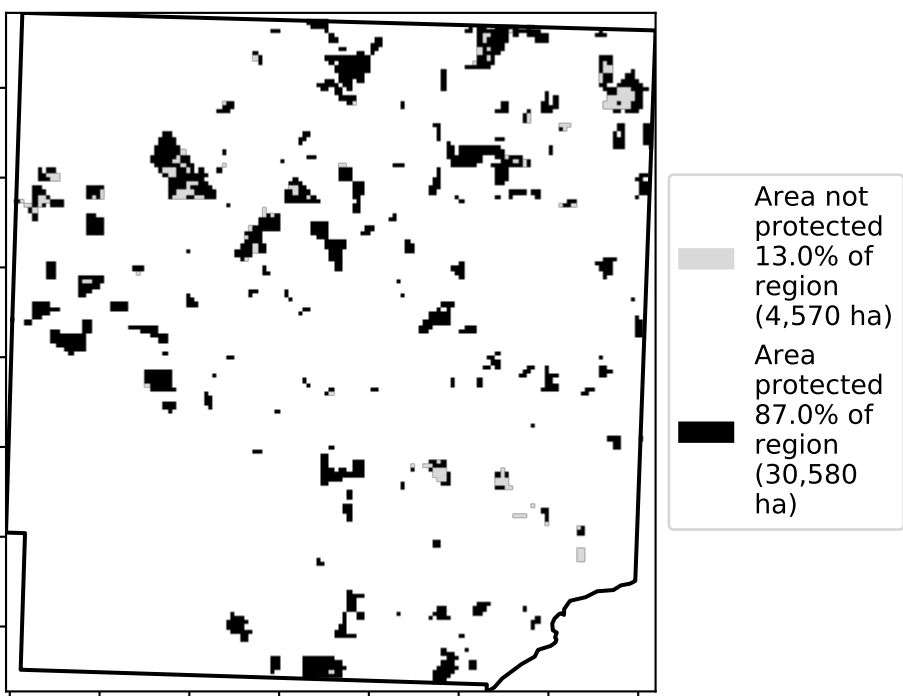 Area not
protected
13.0% of
region
(4,570 ha)
Area
protected
87.0% of
region
(30,580
ha)